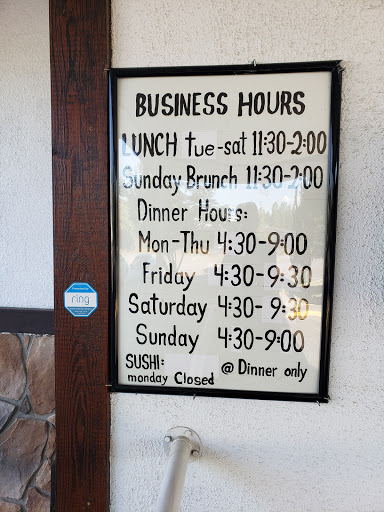 BUSINESS HOURS
LUNCH tue-sat 11:30-2:00
Sunday Brunch 11:30-2:00
Dinner Hours:
Mon-Thu 4:30-9:00
Friday 4:30-9:30
Saturday 4:30-9:30
Sunday 4:30-9:00
SUSHI: @ Dinner only
monday Closed
ring